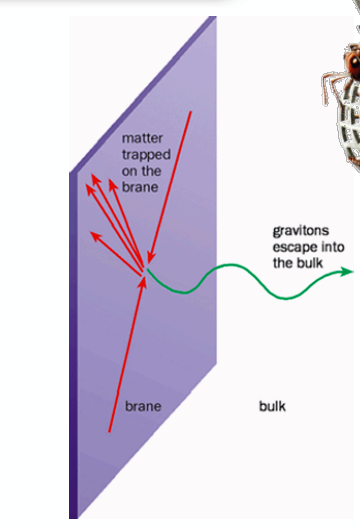 matter
trapped
on the
brane
gravitons
escape into
the bulk
brane
bulk